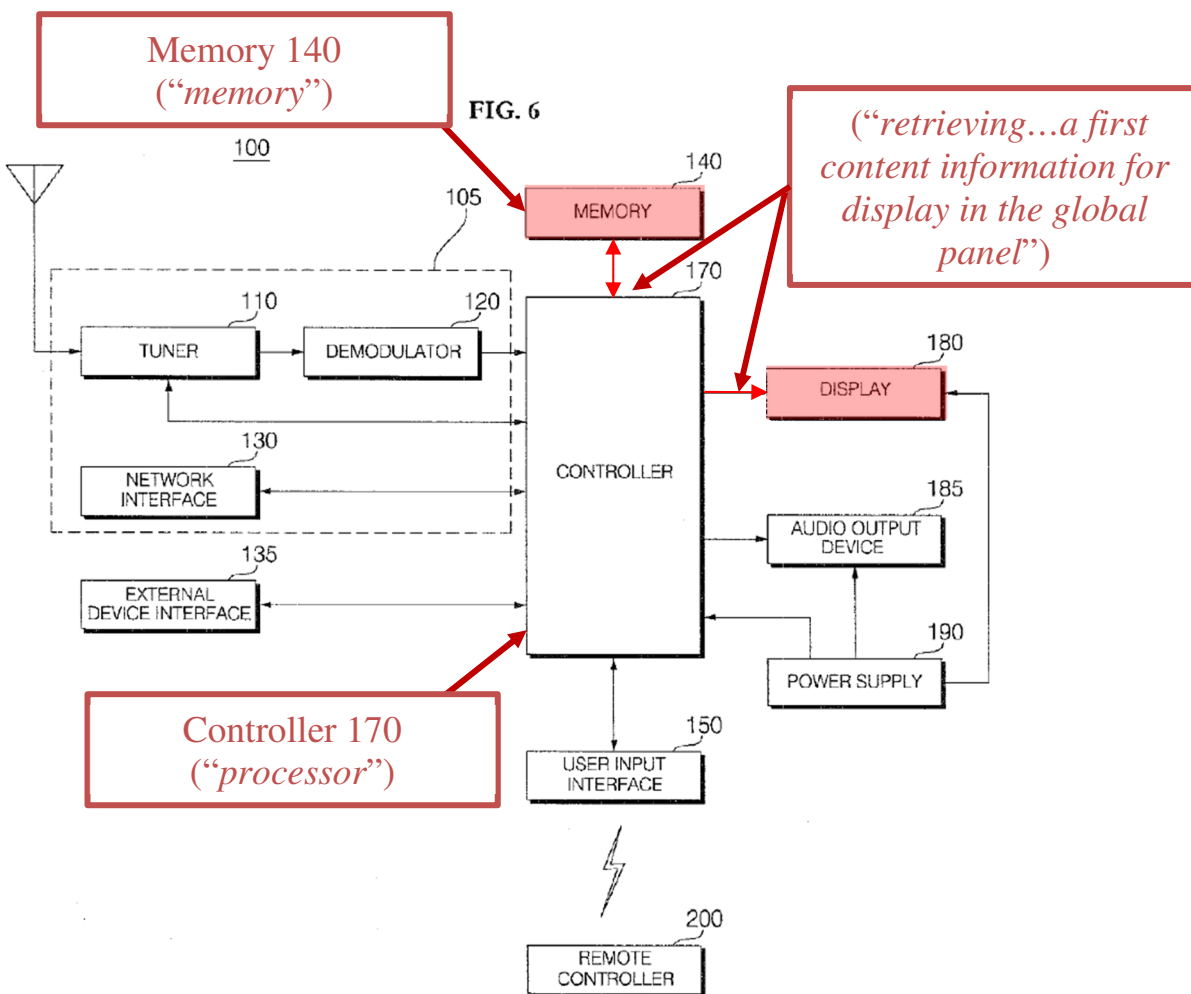 Memory 140
(“memory”)
FIG. 6
(“retrieving…a first
content information for
display in the global
panel”)
100
140
MEMORY
105
170
110
120
TUNER
DEMODULATOR
180
DISPLAY
130
NETWORK
INTERFACE
CONTROLLER
185
AUDIO OUTPUT
DEVICE
135
EXTERNAL
DEVICE INTERFACE
190
POWER SUPPLY
Controller 170
(“processor”)
150
USER INPUT
INTERFACE
200
REMOTE
CONTROLLER